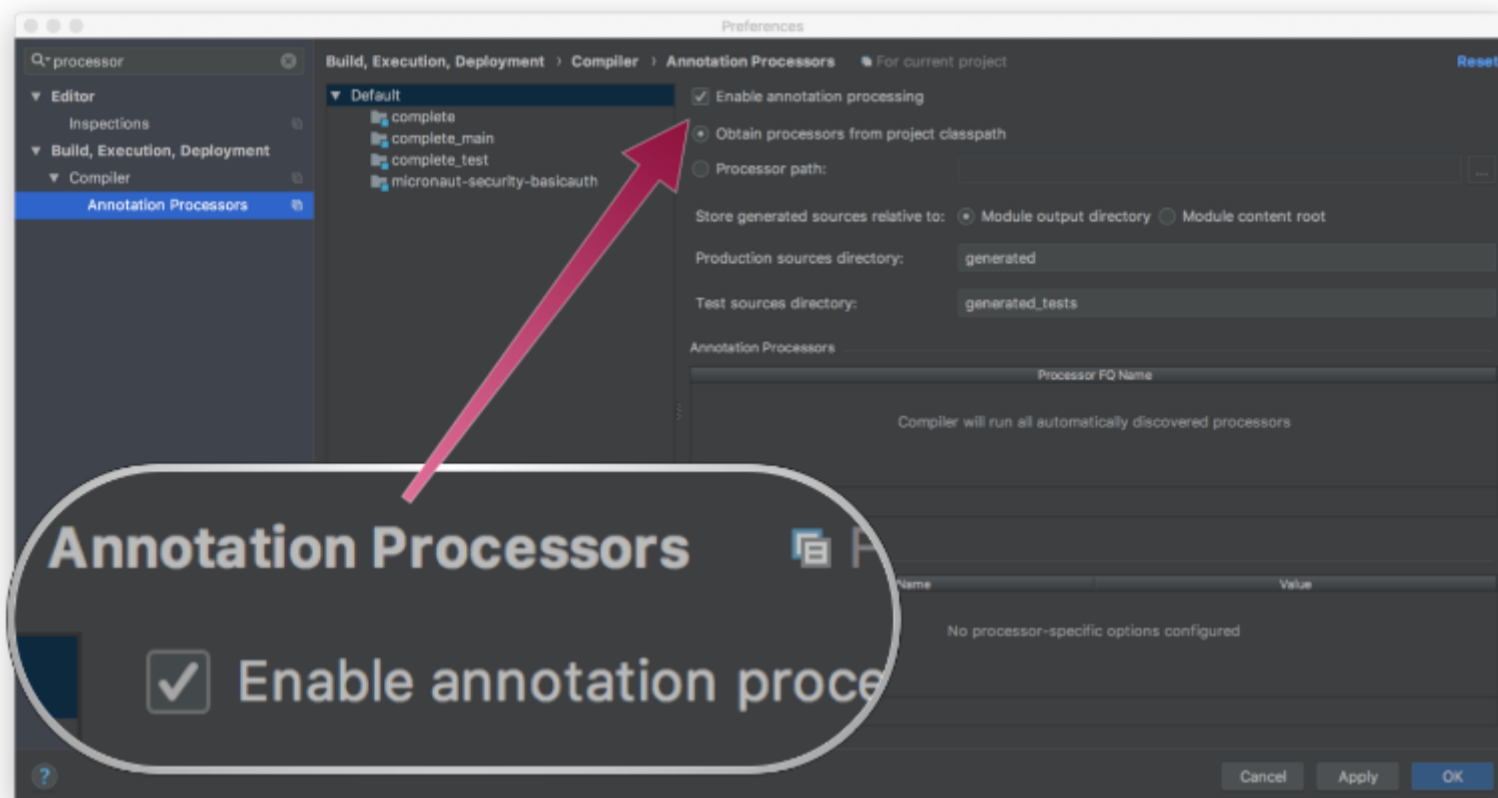 Preferences
processor
Build, Execution, Deployment › Compiler › Annotation Processors For current project
Reset
Editor
Inspections
Build, Execution, Deployment
Compiler
Annotation Processors
Default
complete
complete_main
complete_test
micronaut-security-basicauth
Enable annotation processing
Obtain processors from project classpath
Processor path:
...
Store generated sources relative to: Module output directory Module content root
Production sources directory: generated
Test sources directory: generated_tests
Annotation Processors
Processor FQ Name
Compiler will run all automatically discovered processors
Annotation Processors
Enable annotation proce
Name Value
No processor-specific options configured
?
Cancel Apply OK